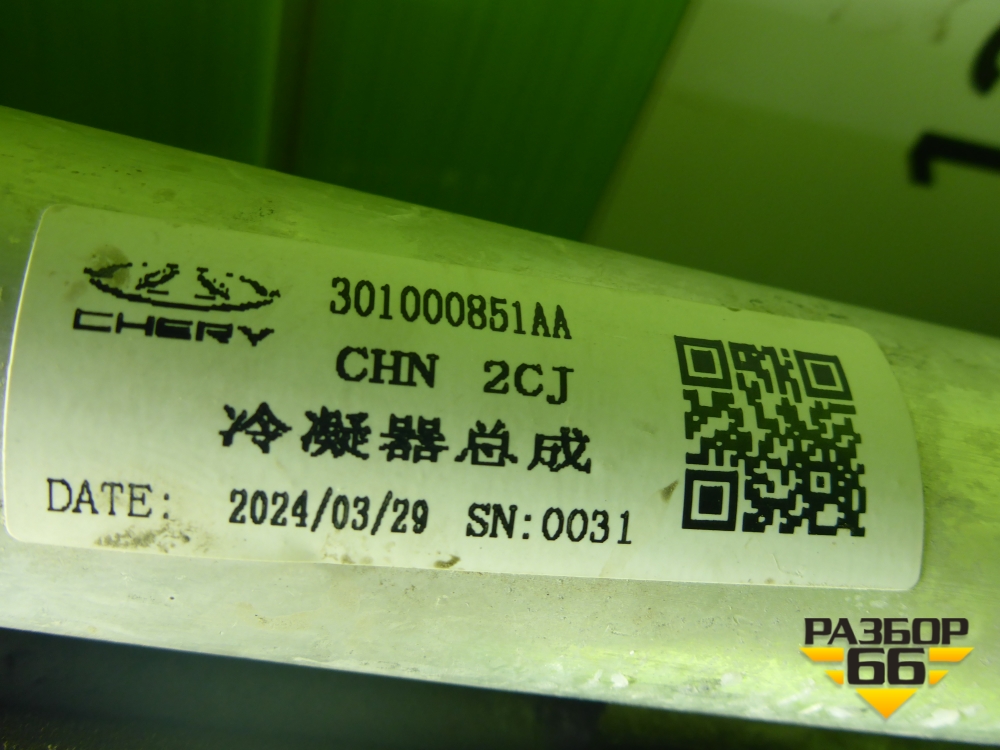 CHERY
301000851AA
CHN 2CJ
冷凝器总成
DATE: 2024/03/29 SN:0031
РАЗБОР
66